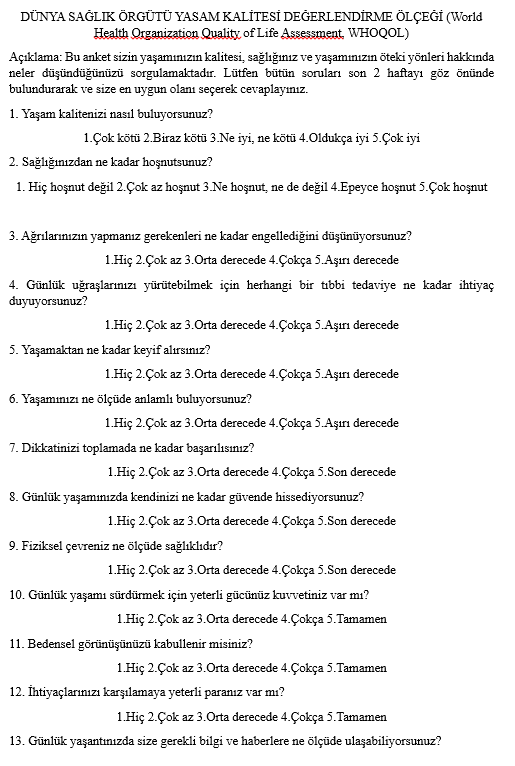 DÜNYA SAĞLIK ÖRGÜTÜ YASAM KALİTESİ DEĞERLENDİRME ÖLÇEĞİ (World
Health Organization Quality of Life Assessment, WHOQOL)
Açıklama: Bu anket sizin yaşamınızın kalitesi, sağlığınız ve yaşamınızın öteki yönleri hakkında
neler düşündüğünüzü sorgulamaktadır. Lütfen bütün soruları son 2 haftayı göz önünde
bulundurarak ve size en uygun olanı seçerek cevaplayınız.
1. Yaşam kalitenizi nasıl buluyorsunuz?
1.Çok kötü 2.Biraz kötü 3.Ne iyi, ne kötü 4.Oldukça iyi 5.Çok iyi
2. Sağlığınızdan ne kadar hoşnutsunuz?
1. Hiç hoşnut değil 2.Çok az hoşnut 3.Ne hoşnut, ne de değil 4.Epeyce hoşnut 5.Çok hoşnut
3. Ağrılarınızın yapmanız gerekenleri ne kadar engellediğini düşünüyorsunuz?
1.Hiç 2.Çok az 3.Orta derecede 4.Çokça 5.Aşırı derecede
4. Günlük uğraşlarınızı yürütebilmek için herhangi bir tıbbi tedaviye ne kadar ihtiyaç
duyuyorsunuz?
1.Hiç 2.Çok az 3.Orta derecede 4.Çokça 5.Aşırı derecede
5. Yaşamaktan ne kadar keyif alırsınız?
1.Hiç 2.Çok az 3.Orta derecede 4.Çokça 5.Aşırı derecede
6. Yaşamınızı ne ölçüde anlamlı buluyorsunuz?
1.Hiç 2.Çok az 3.Orta derecede 4.Çokça 5.Aşırı derecede
7. Dikkatinizi toplamada ne kadar başarılısınız?
1.Hiç 2.Çok az 3.Orta derecede 4.Çokça 5.Son derecede
8. Günlük yaşamınızda kendinizi ne kadar güvende hissediyorsunuz?
1.Hiç 2.Çok az 3.Orta derecede 4.Çokça 5.Son derecede
9. Fiziksel çevreniz ne ölçüde sağlıklıdır?
1.Hiç 2.Çok az 3.Orta derecede 4.Çokça 5.Son derecede
10. Günlük yaşamı sürdürmek için yeterli gücünüz kuvvetiniz var mı?
1.Hiç 2.Çok az 3.Orta derecede 4.Çokça 5.Tamamen
11. Bedensel görünüşünüzü kabullenir misiniz?
1.Hiç 2.Çok az 3.Orta derecede 4.Çokça 5.Tamamen
12. İhtiyaçlarınızı karşılamaya yeterli paranız var mı?
1.Hiç 2.Çok az 3.Orta derecede 4.Çokça 5.Tamamen
13. Günlük yaşantınızda size gerekli bilgi ve haberlere ne ölçüde ulaşabiliyorsunuz?